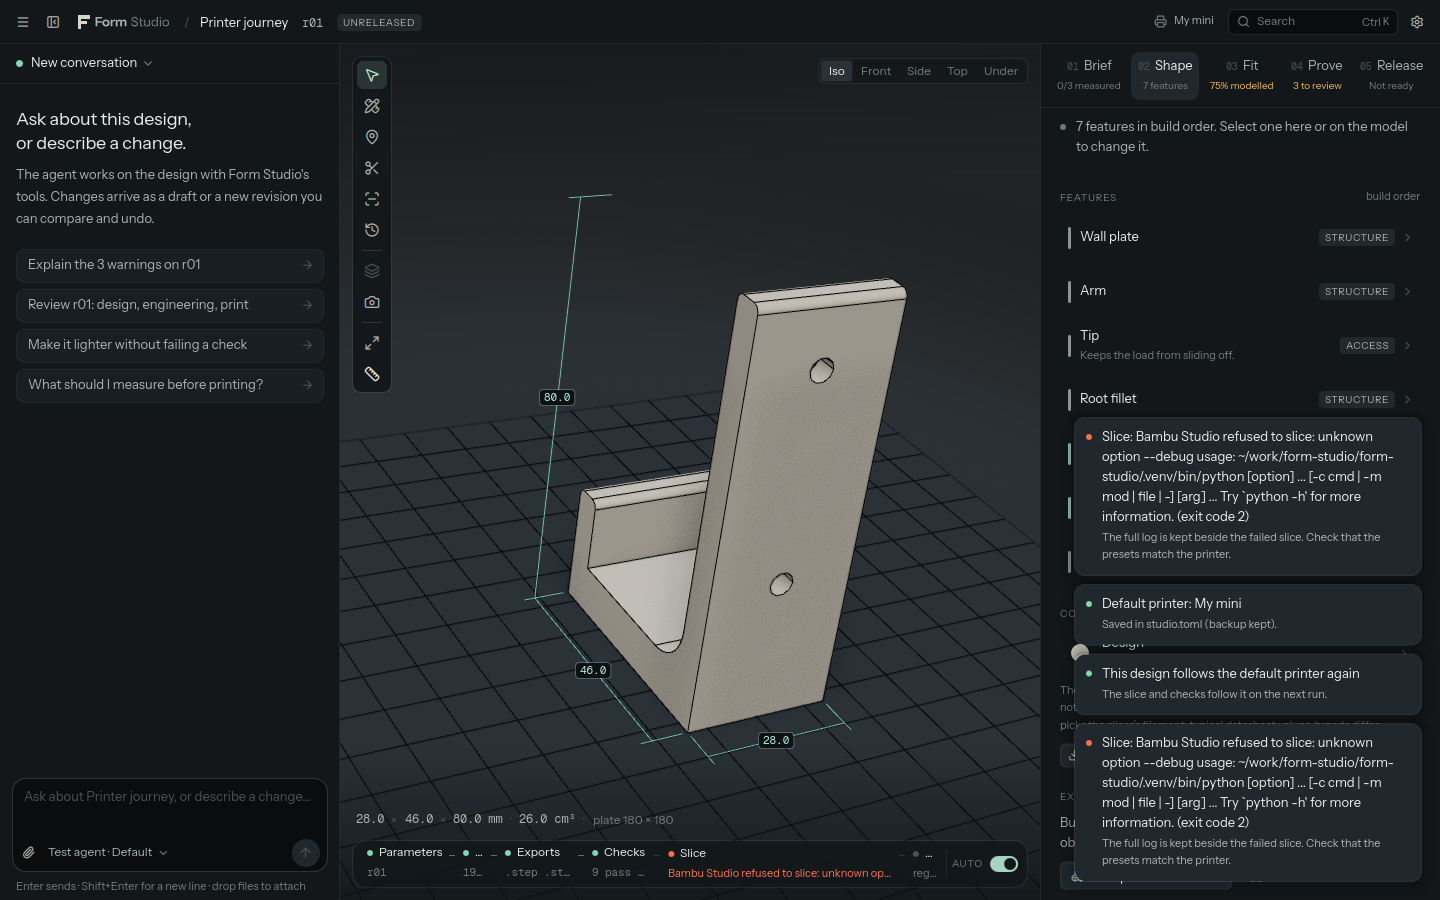 Form Studio / Printer journey r01 UNRELEASED
My mini
Search Ctrl K
New conversation
Ask about this design,
or describe a change.
The agent works on the design with Form Studio's
tools. Changes arrive as a draft or a new revision you
can compare and undo.
Explain the 3 warnings on r01
Review r01: design, engineering, print
Make it lighter without failing a check
What should I measure before printing?
Ask about Printer journey, or describe a change...
Test agent · Default
Enter sends · Shift+Enter for a new line · drop files to attach
Iso Front Side Top Under
80.0
46.0
28.0
28.0 × 46.0 × 80.0 mm · 26.0 cm³ · plate 180 × 180
Parameters
r01
...
19...
Exports
.step .st...
Checks
9 pass ...
Slice
Bambu Studio refused to slice: unknown op...
...
reg...
AUTO
01 Brief
0/3 measured
02 Shape
7 features
03 Fit
75% modelled
04 Prove
3 to review
05 Release
Not ready
7 features in build order. Select one here or on the model
to change it.
FEATURES build order
Wall plate STRUCTURE
Arm STRUCTURE
Tip
Keeps the load from sliding off.
ACCESS
Root fillet STRUCTURE
Slice: Bambu Studio refused to slice: unknown
option --debug usage: ~/work/form-studio/form-
studio/.venv/bin/python [option] ... [-c cmd | -m
mod | file | -] [arg] ... Try `python -h' for more
information. (exit code 2)
The full log is kept beside the failed slice. Check that the
presets match the printer.
Default printer: My mini
Saved in studio.toml (backup kept).
Design
This design follows the default printer again
The slice and checks follow it on the next run.
Slice: Bambu Studio refused to slice: unknown
option --debug usage: ~/work/form-studio/form-
studio/.venv/bin/python [option] ... [-c cmd | -m
mod | file | -] [arg] ... Try `python -h' for more
information. (exit code 2)
The full log is kept beside the failed slice. Check that the
presets match the printer.